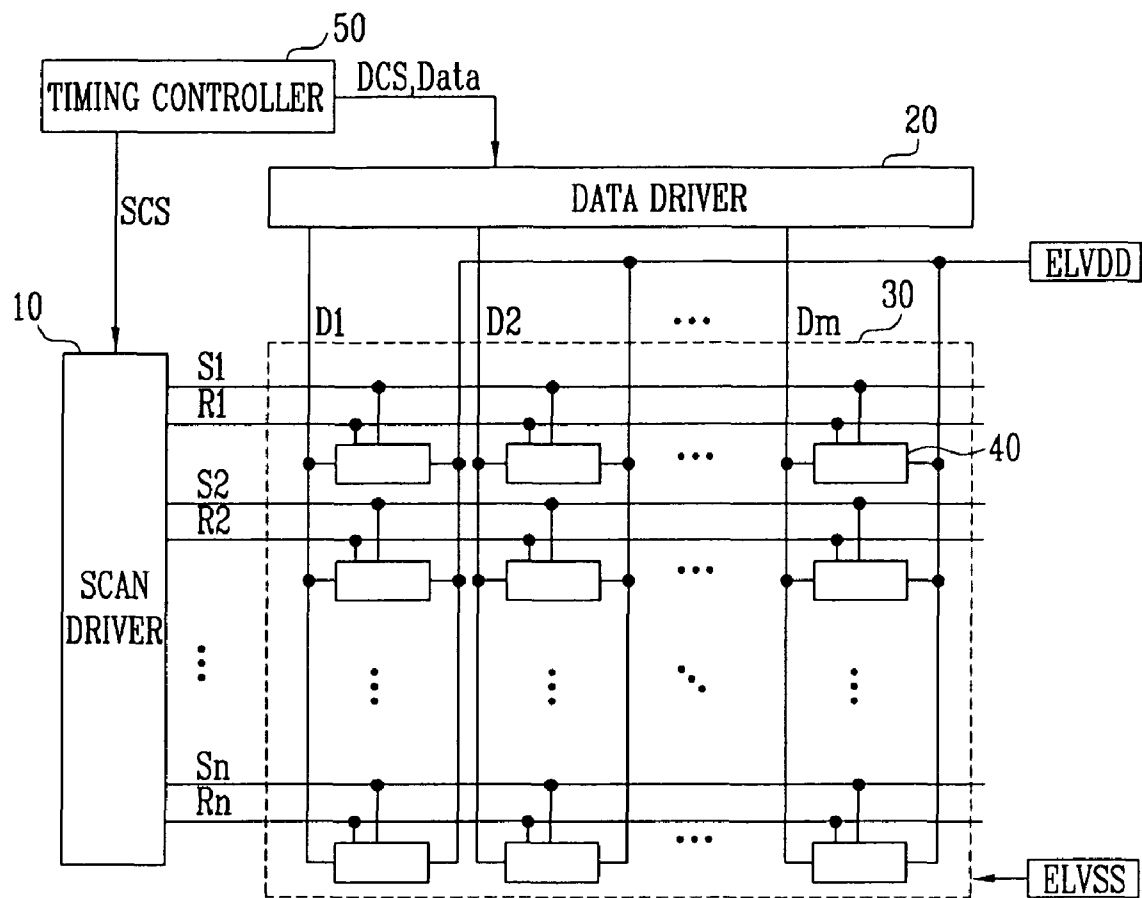 50
TIMING CONTROLLER
DCS,Data
20
DATA DRIVER
SCS
ELVDD
10
D1
D2
Dm
30
S1
R1
40
S2
R2
SCAN
DRIVER
Sn
Rn
ELVSS